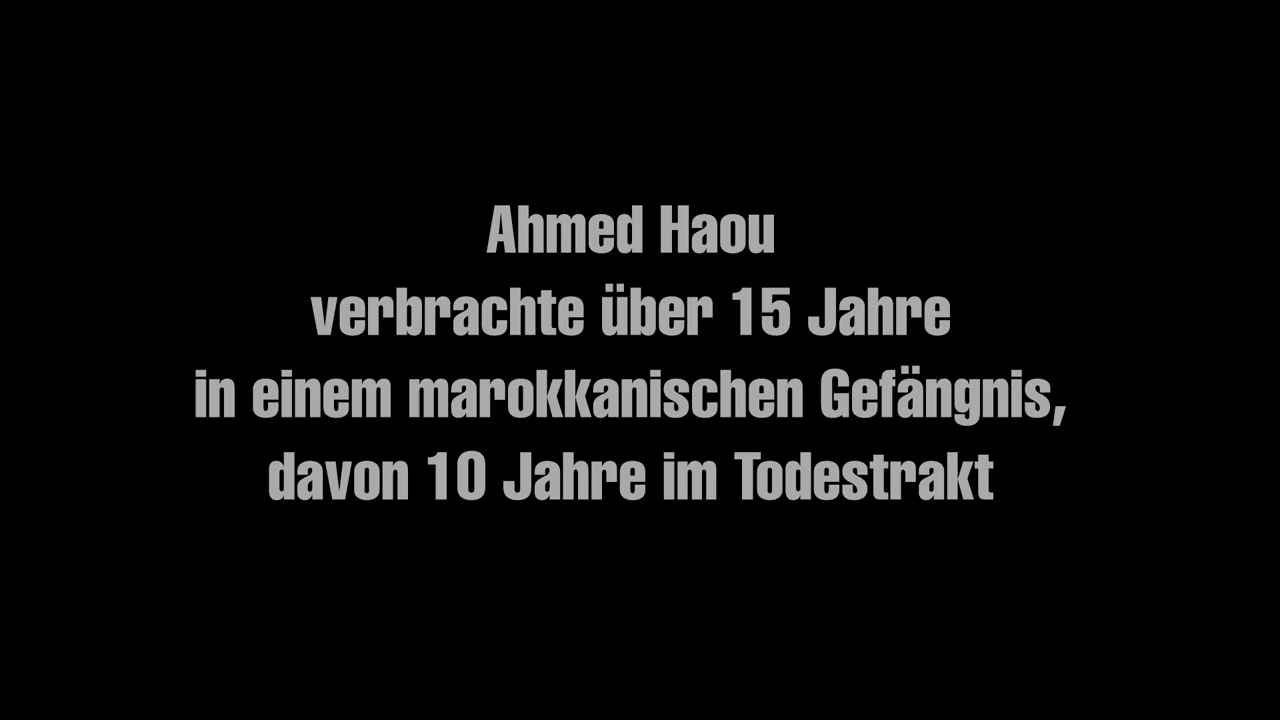 Ahmed Haou
verbrachte über 15 Jahre
in einem marokkanischen Gefängnis,
davon 10 Jahre im Todestrakt